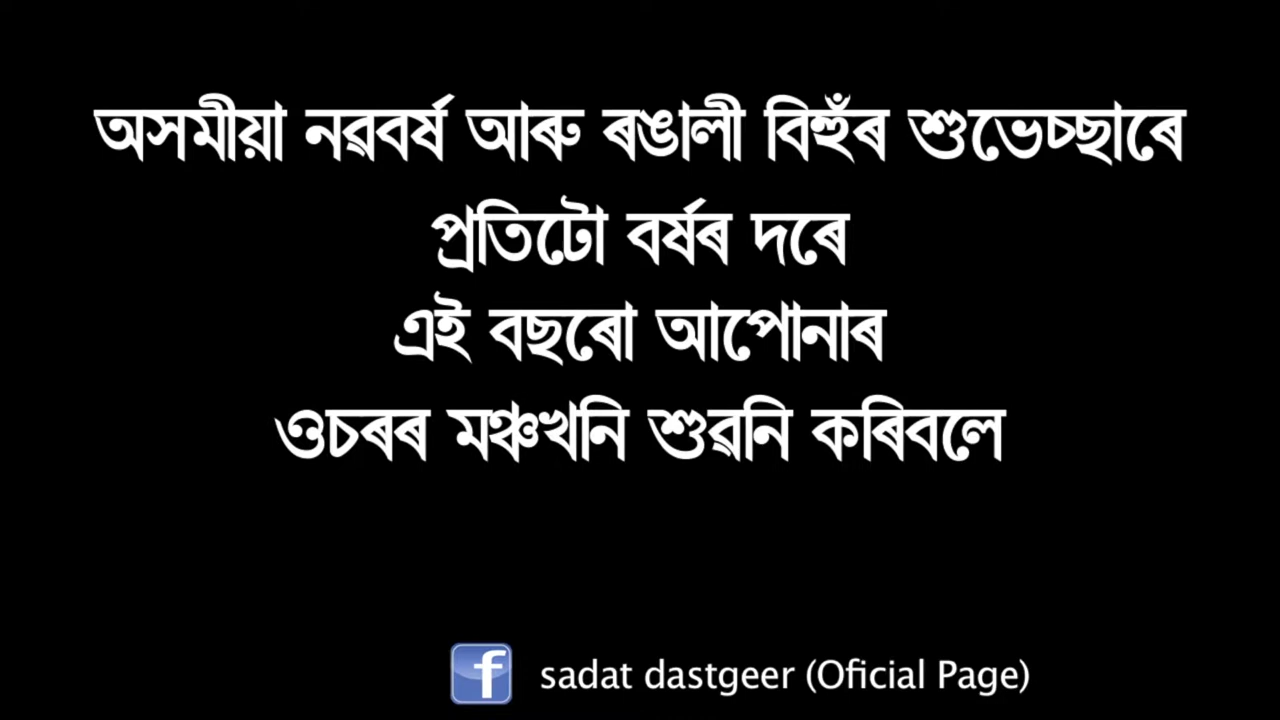 অসমীয়া নৱবৰ্ষ আৰু ৰঙালী বিহুঁৰ শুভেচ্ছাৰে
প্ৰতিটো বৰ্ষৰ দৰে
এই বছৰো আপোনাৰ
ওচৰৰ মঞ্চখনি শুৱনি কৰিবলে
f sadat dastgeer (Oficial Page)